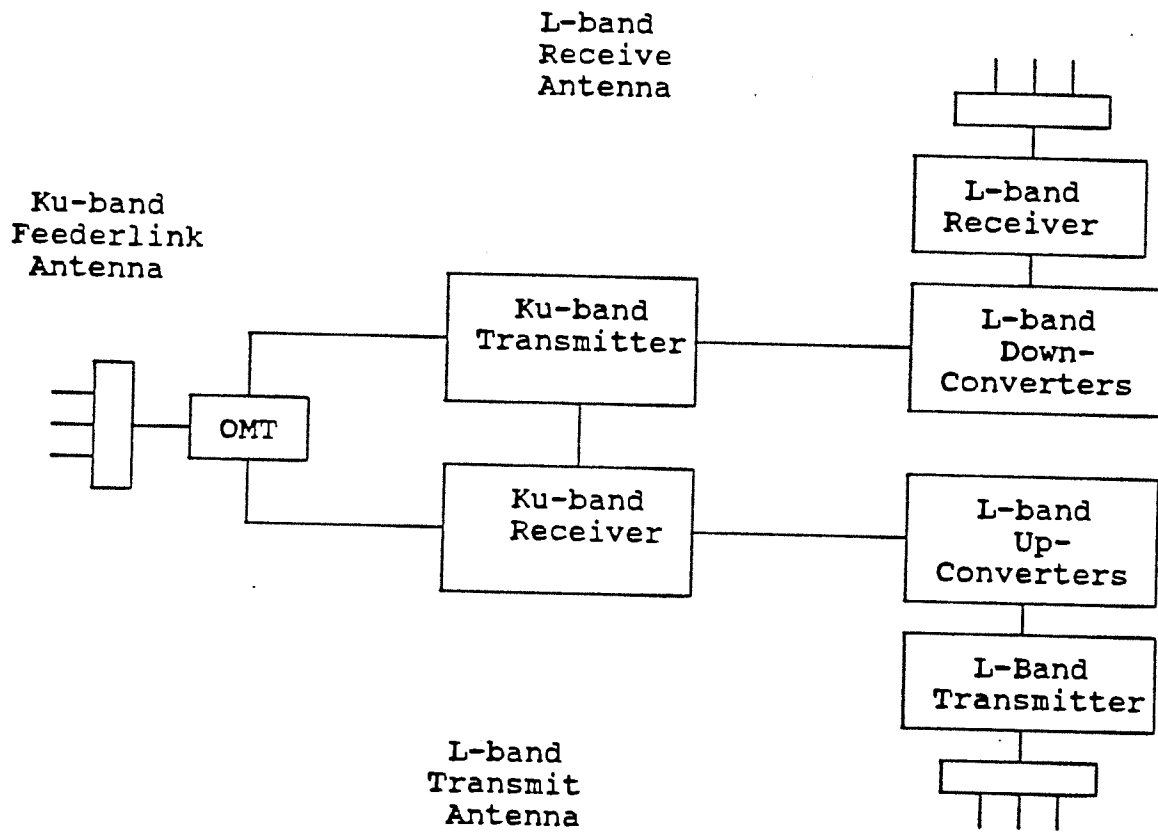 L-band
Receive
Antenna
L-band
Receiver
Ku-band
Feederlink
Antenna
Ku-band
Transmitter
L-band
Down-
Converters
OMT
Ku-band
Receiver
L-band
Up-
Converters
L-Band
Transmitter
L-band
Transmit
Antenna